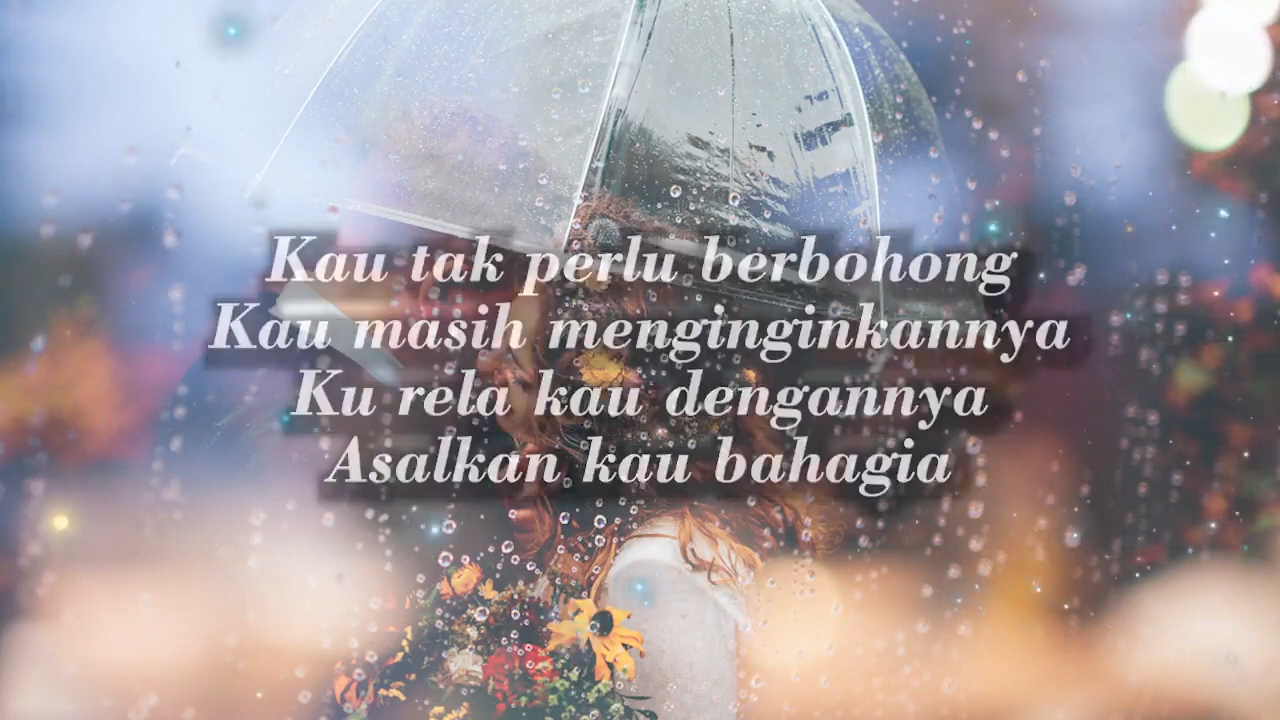 Kau tak perlu berbohong
Kau masih menginginkannya
Ku rela kau dengannya
Asalkan kau bahagia